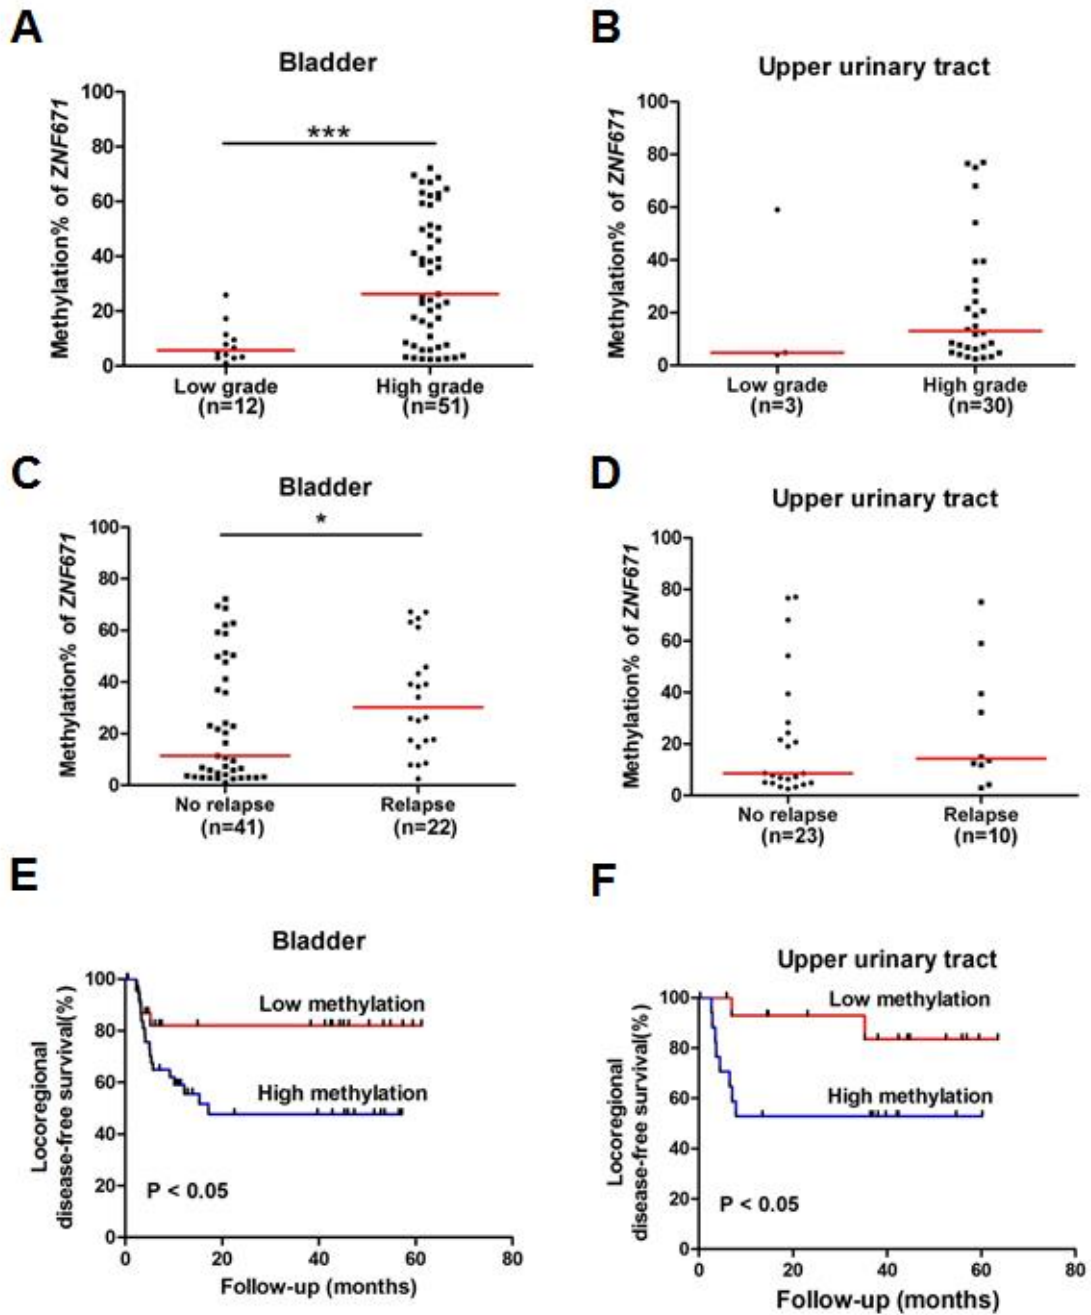 A
Bladder
Methylation% of ZNF671
100
80
60
40
20
0
***
Low grade
(n=12)
High grade
(n=51)
B
Upper urinary tract
Methylation% of ZNF671
100
80
60
40
20
0
Low grade
(n=3)
High grade
(n=30)
C
Bladder
Methylation% of ZNF671
100
80
60
40
20
0
*
No relapse
(n=41)
Relapse
(n=22)
D
Upper urinary tract
Methylation% of ZNF671
100
80
60
40
20
0
No relapse
(n=23)
Relapse
(n=10)
E
Bladder
Locoregional
disease-free survival(%)
100
80
60
40
20
0
Low methylation
High methylation
P < 0.05
0 20 40 60 80
Follow-up (months)
F
Upper urinary tract
Locoregional
disease-free survival(%)
100
80
60
40
20
0
Low methylation
High methylation
P < 0.05
0 20 40 60 80
Follow-up (months)